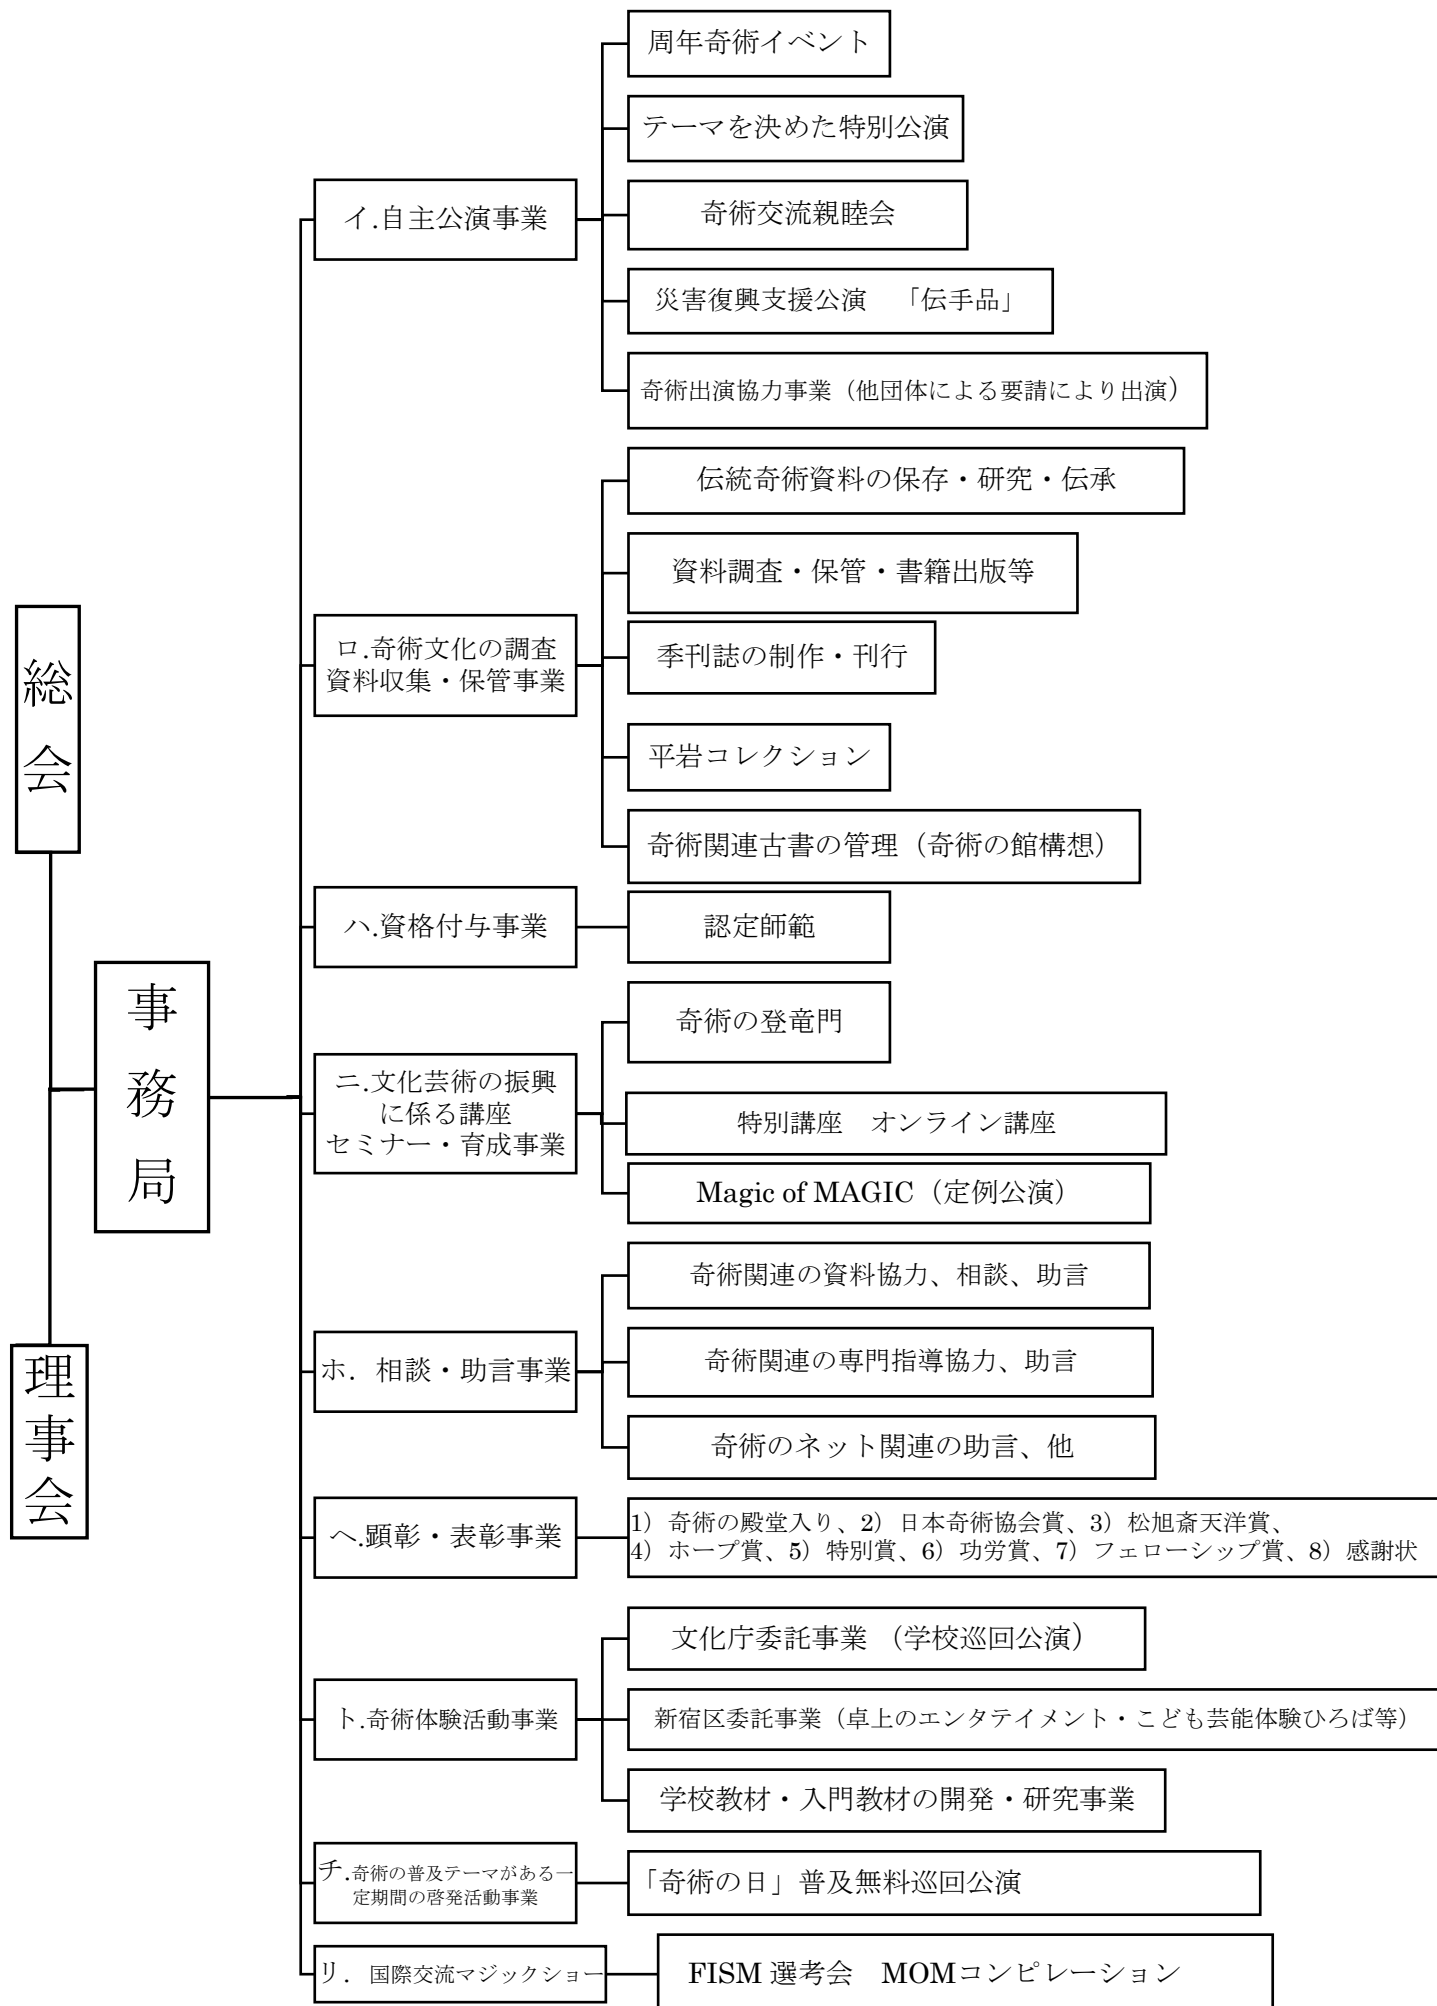 総会
事務局
理事会
イ.自主公演事業
周年奇術イベント
テーマを決めた特別公演
奇術交流親睦会
災害復興支援公演　「伝手品」
奇術出演協力事業（他団体による要請により出演）
ロ.奇術文化の調査
資料収集・保管事業
伝統奇術資料の保存・研究・伝承
資料調査・保管・書籍出版等
季刊誌の制作・刊行
平岩コレクション
奇術関連古書の管理（奇術の館構想）
ハ.資格付与事業
認定師範
ニ.文化芸術の振興
に係る講座
セミナー・育成事業
奇術の登竜門
特別講座　オンライン講座
Magic of MAGIC（定例公演）
ホ．相談・助言事業
奇術関連の資料協力、相談、助言
奇術関連の専門指導協力、助言
奇術のネット関連の助言、他
ヘ.顕彰・表彰事業
1）奇術の殿堂入り、2）日本奇術協会賞、3）松旭斎天洋賞、
4）ホープ賞、5）特別賞、6）功労賞、7）フェローシップ賞、8）感謝状
ト.奇術体験活動事業
文化庁委託事業 （学校巡回公演）
新宿区委託事業（卓上のエンタテイメント・こども芸能体験ひろば等）
学校教材・入門教材の開発・研究事業
チ.奇術の普及テーマがある一
定期間の啓発活動事業
「奇術の日」普及無料巡回公演
リ． 国際交流マジックショー
FISM 選考会　MOMコンピレーション